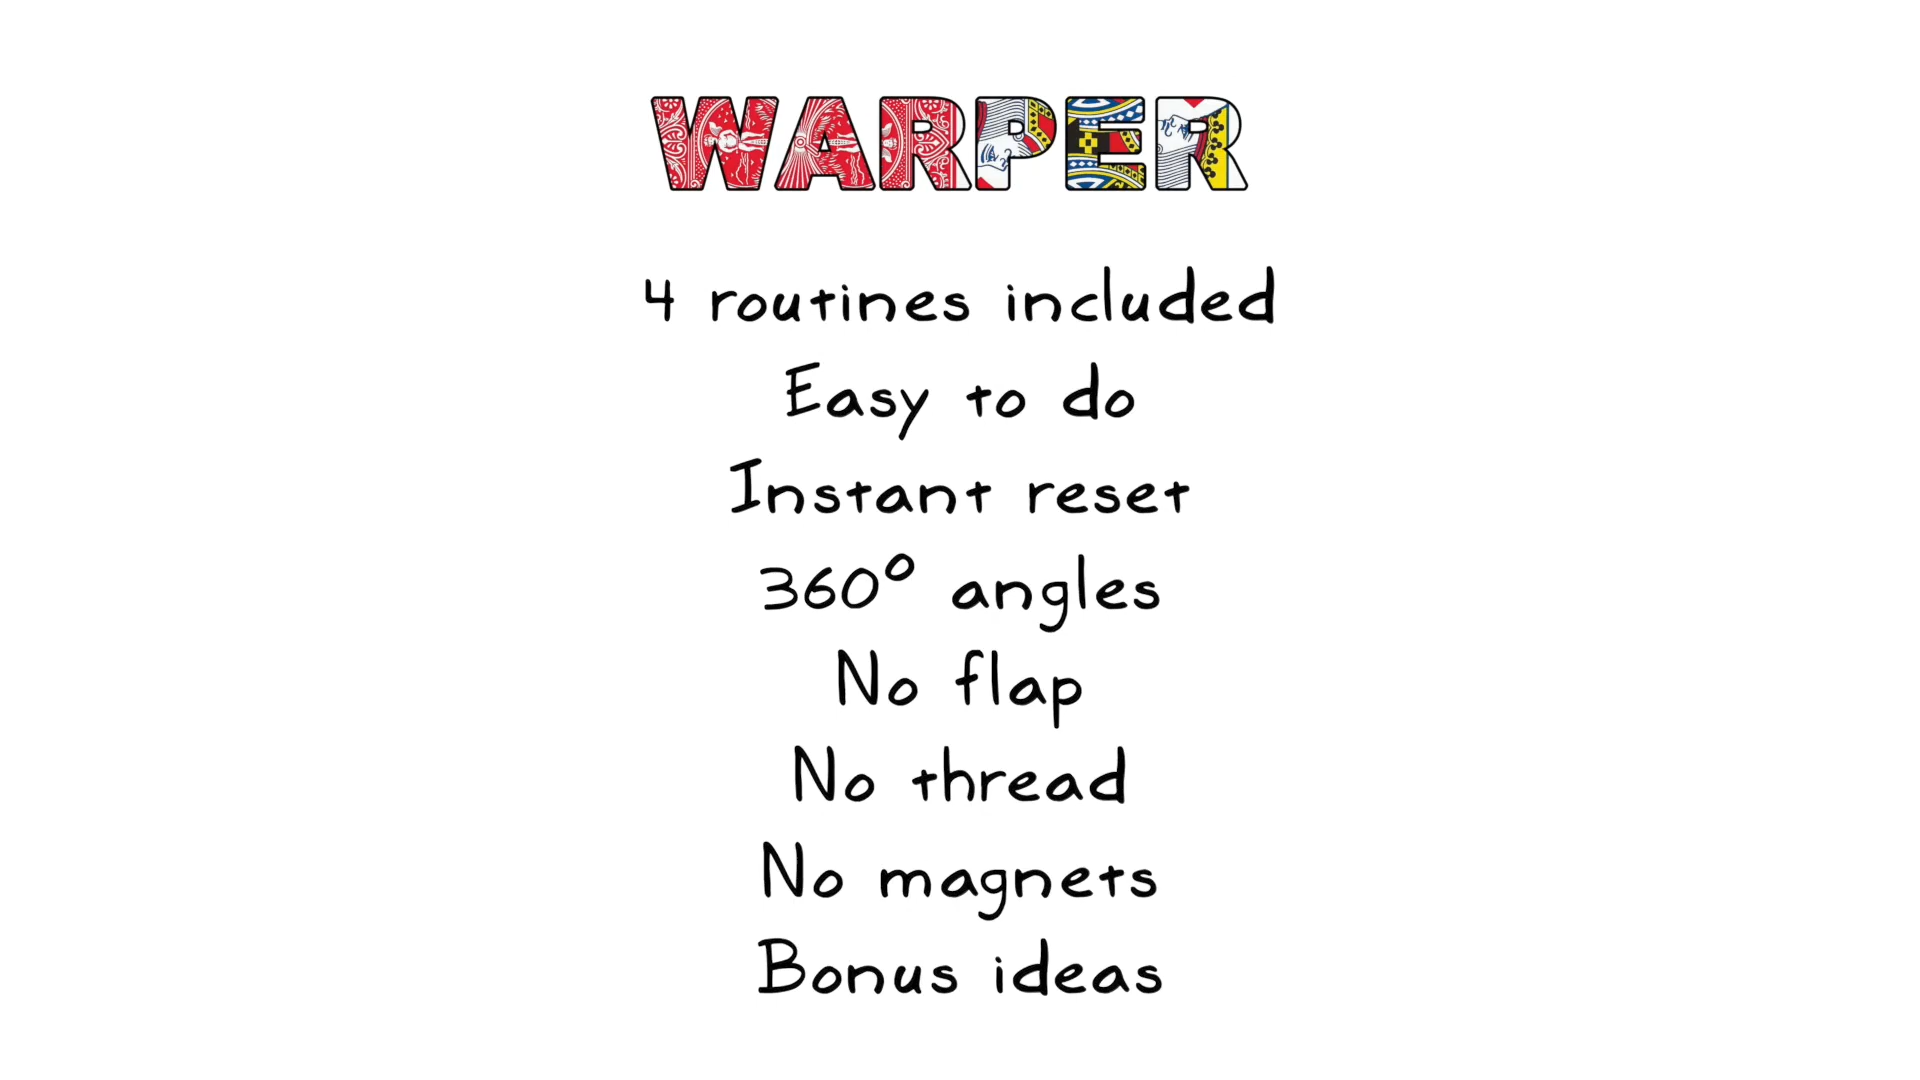 WARPER
4 routines included
Easy to do
Instant reset
360° angles
No flap
No thread
No magnets
Bonus ideas